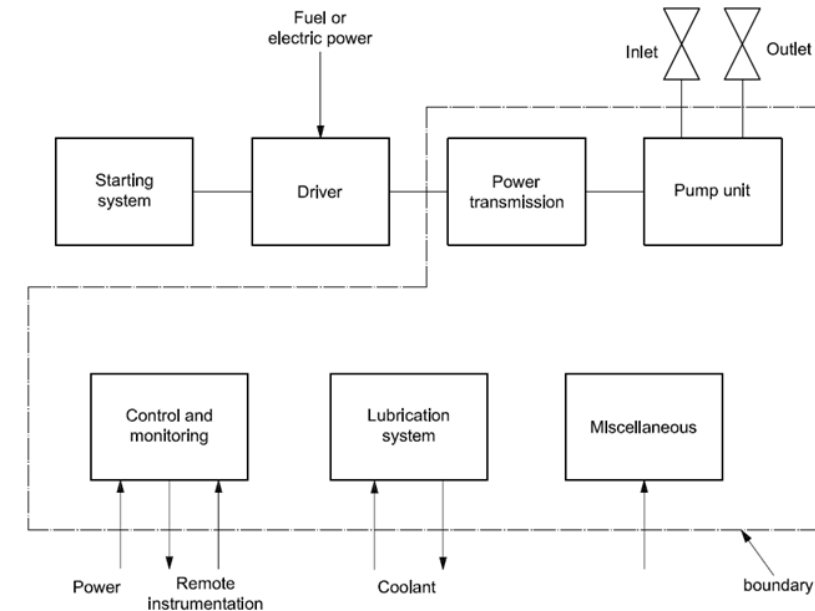 Fuel or
electric power
Inlet
Outlet
Starting
system
Driver
Power
transmission
Pump unit
Control and
monitoring
Lubrication
system
MIscellaneous
Power
Remote
instrumentation
Coolant
boundary